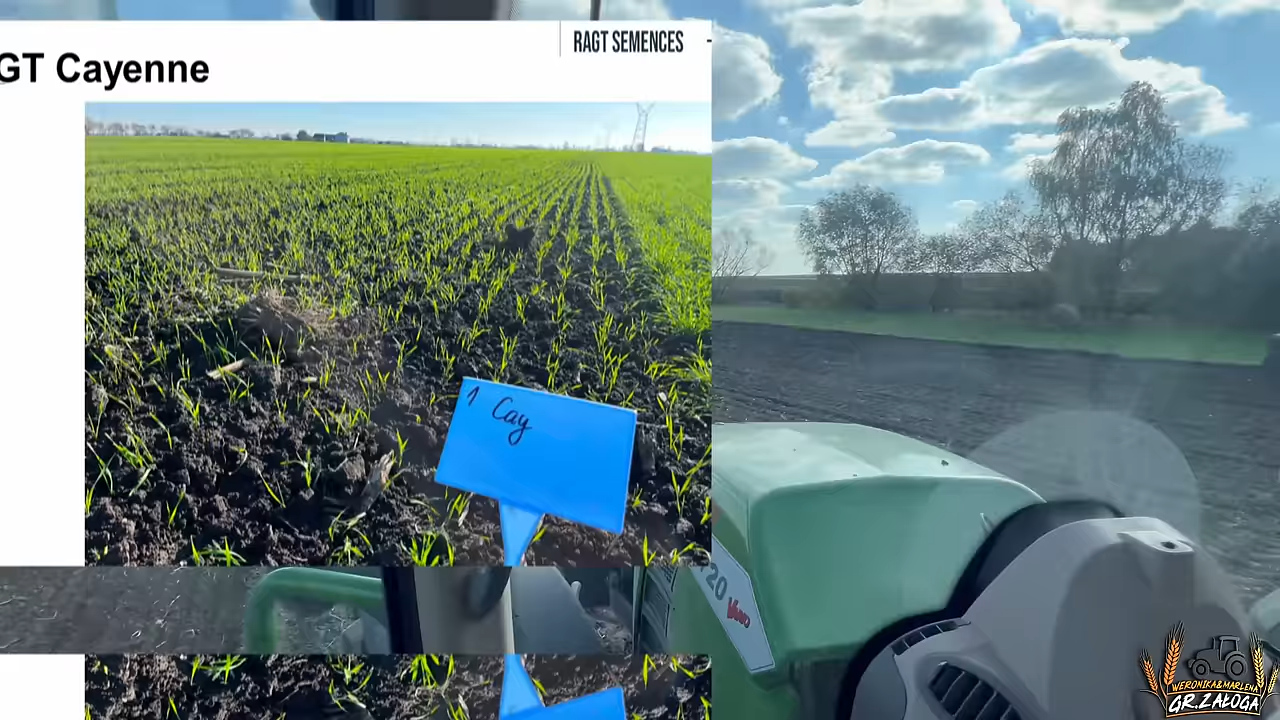 RAGT SEMENCES
GT Cayenne
1 Cay
20 Vario
WERONIKA&MARLENA
GR.ZAŁOGA